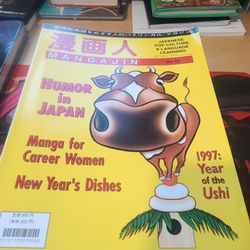 漫画人
MANGAJIN
JAPANESE
POP CULTURE
& LANGUAGE
LEARNING
HUMOR
in
JAPAN
Manga for
Career Women
New Year's Dishes
1997:
Year
of the
Ushi